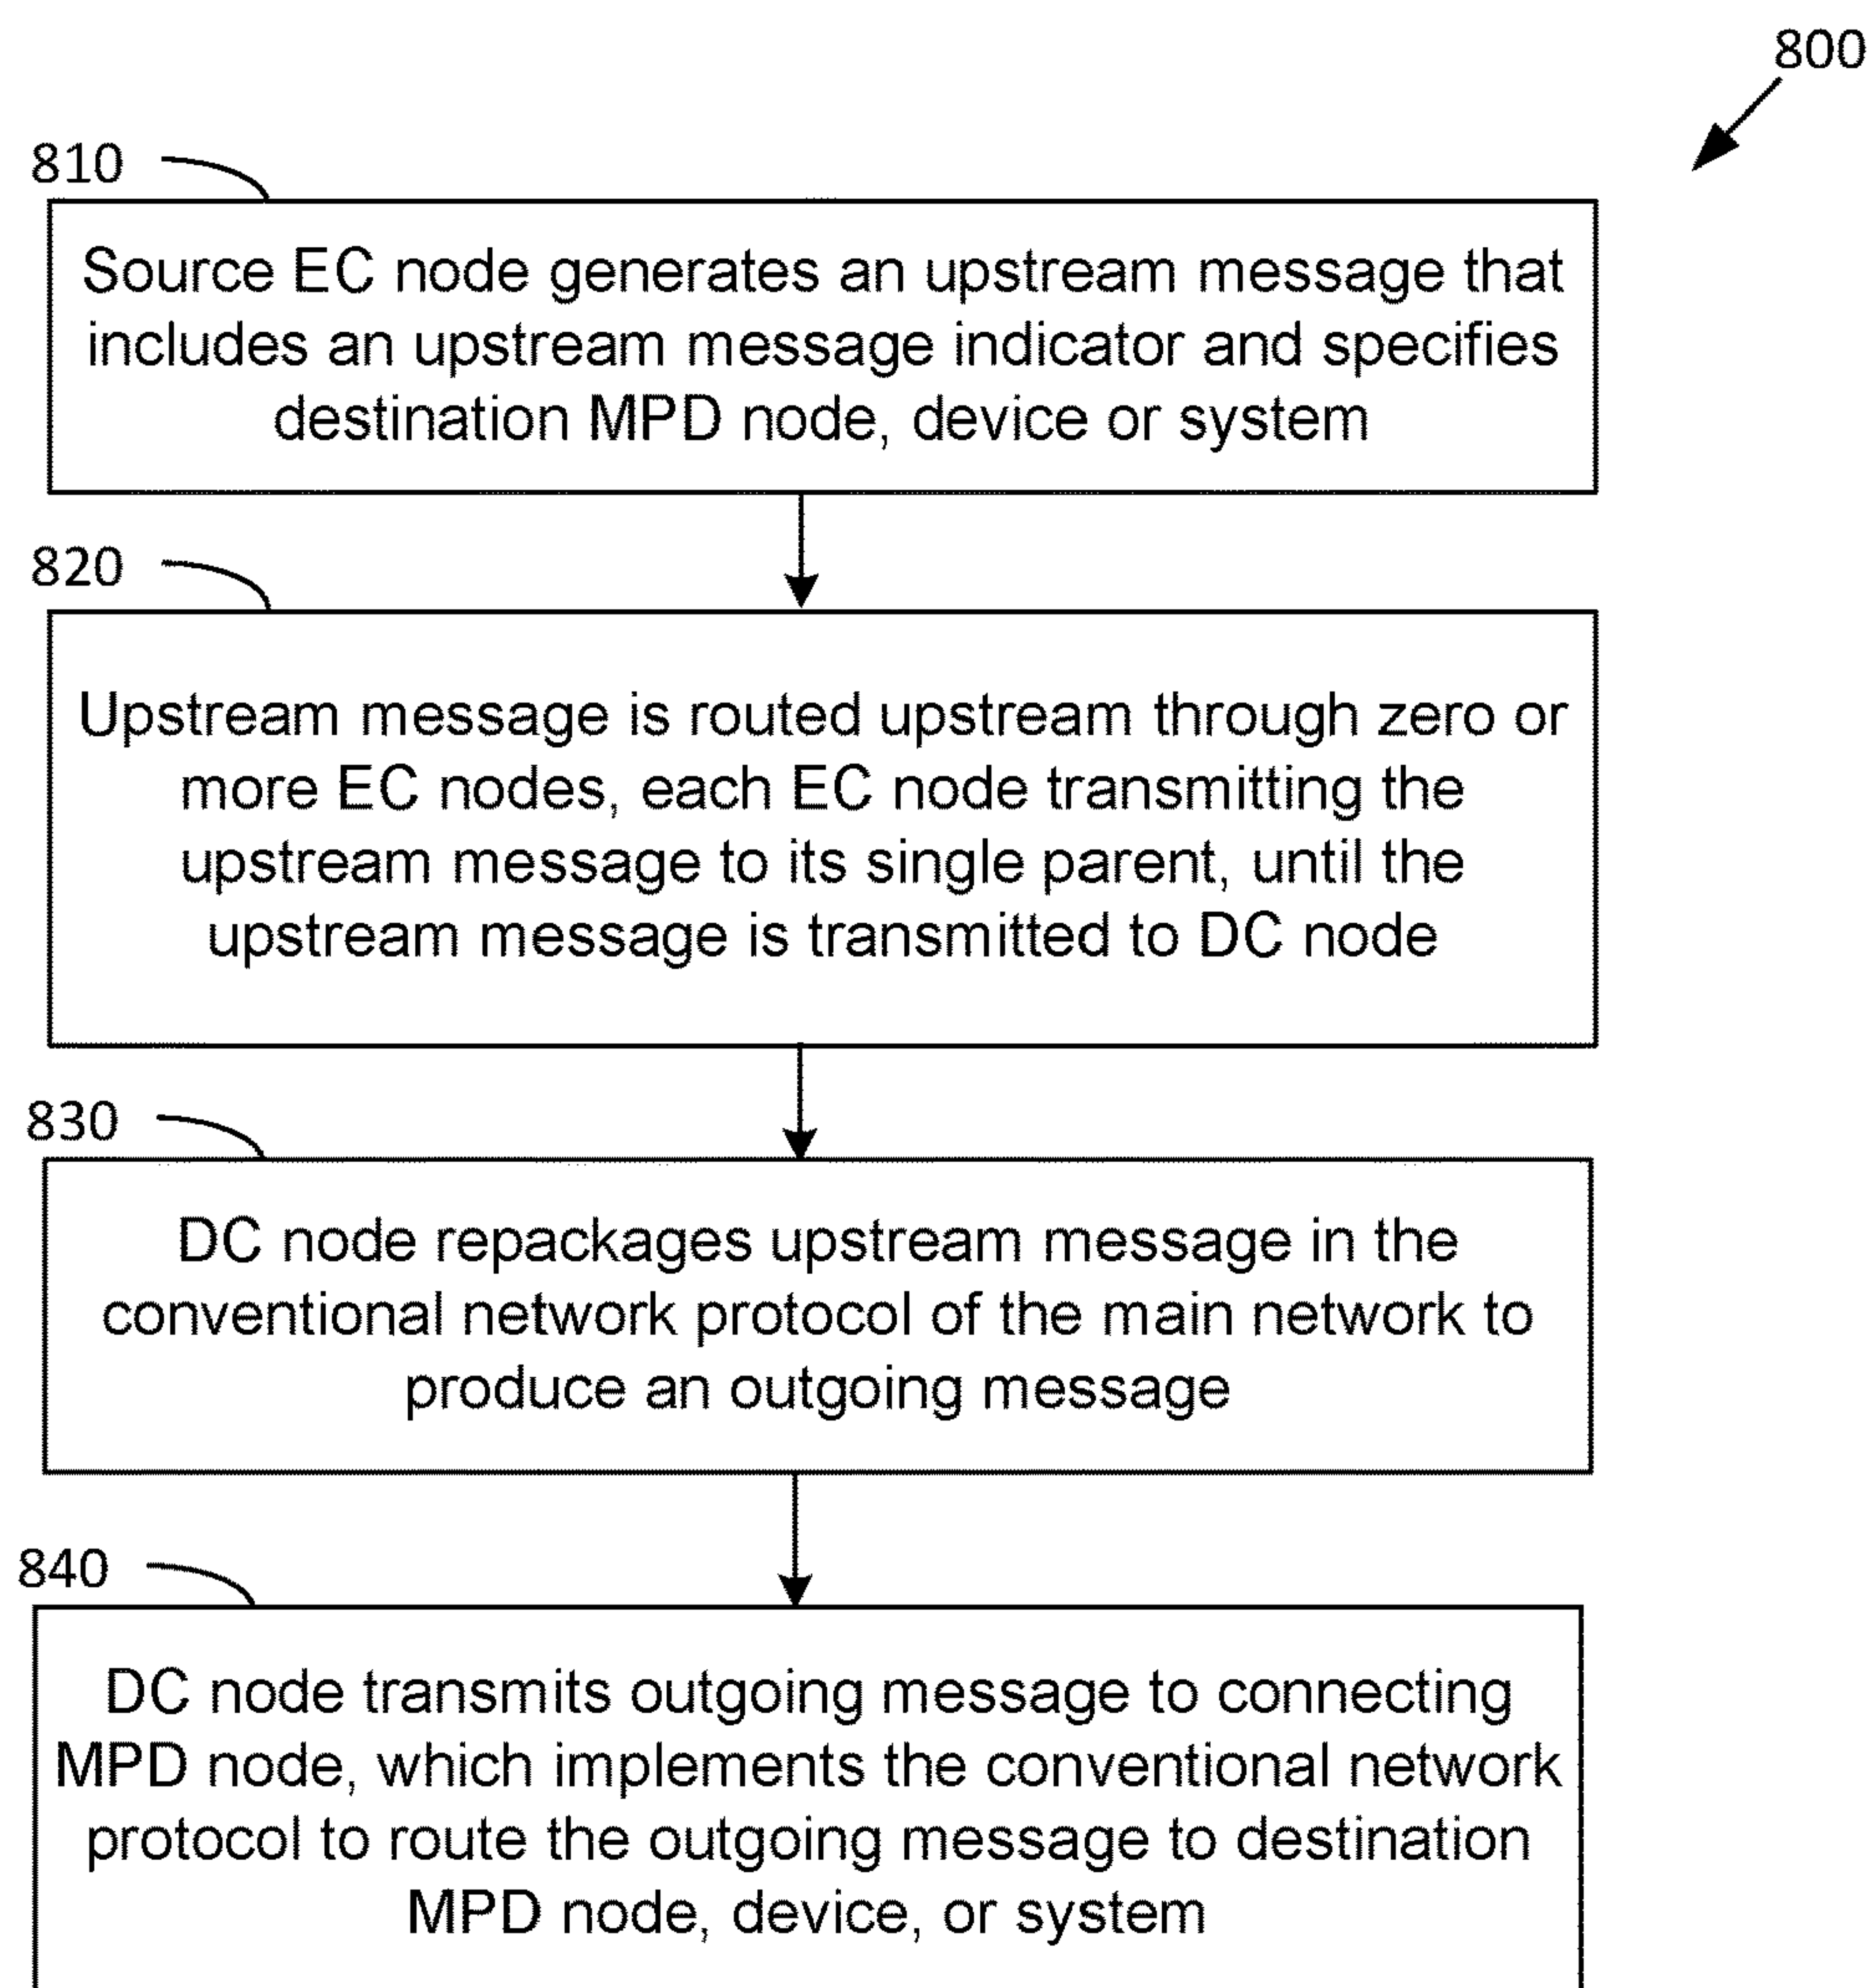 800
810
Source EC node generates an upstream message that
includes an upstream message indicator and specifies
destination MPD node, device or system
820
Upstream message is routed upstream through zero or
more EC nodes, each EC node transmitting the
upstream message to its single parent, until the
upstream message is transmitted to DC node
830
DC node repackages upstream message in the
conventional network protocol of the main network to
produce an outgoing message
840
DC node transmits outgoing message to connecting
MPD node, which implements the conventional network
protocol to route the outgoing message to destination
MPD node, device, or system